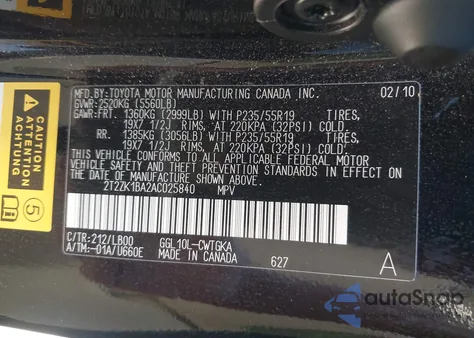 MFD.BY:TOYOTA MOTOR MANUFACTURING CANADA INC. 02/10
GVWR:2520KG (5560LB)
GAWR:FRT. 1360KG (2999LB) WITH P235/55R19 TIRES,
19X 7 1/2J RIMS, AT 220KPA (32PSI) COLD.
RR. 1385KG (3056LB) WITH P235/55R19 TIRES,
19X7 1/2J RIMS, AT 220KPA (32PSI) COLD.
THIS VEHICLE CONFORMS TO ALL APPLICABLE FEDERAL MOTOR
VEHICLE SAFETY AND THEFT PREVENTION STANDARDS IN EFFECT
ON THE DATE OF MANUFACTURE SHOWN ABOVE.
2T2ZK1BA2AC025840 MPV
C/TR:212/LB00 GGL10L-CWTGKA
A/TM:-01A/U660E MADE IN CANADA 627 A
5
autoSnap